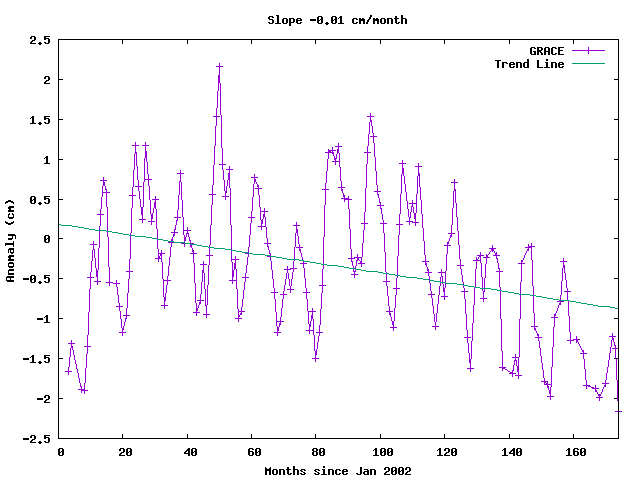 Slope -0.01 cm/month
GRACE
Trend Line
2.5
2
1.5
1
0.5
0
-0.5
-1
-1.5
-2
-2.5
Anomaly (cm)
0 20 40 60 80 100 120 140 160
Months since Jan 2002